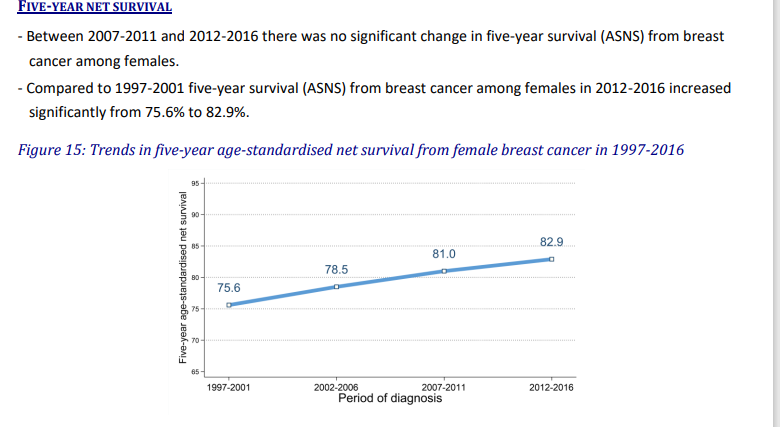 FIVE-YEAR NET SURVIVAL
- Between 2007-2011 and 2012-2016 there was no significant change in five-year survival (ASNS) from breast
cancer among females.
- Compared to 1997-2001 five-year survival (ASNS) from breast cancer among females in 2012-2016 increased
significantly from 75.6% to 82.9%.
Figure 15: Trends in five-year age-standardised net survival from female breast cancer in 1997-2016
Five-year age-standardised net survival
95
90
85
80
75
70
65
75.6
78.5
81.0
82.9
1997-2001 2002-2006 2007-2011 2012-2016
Period of diagnosis